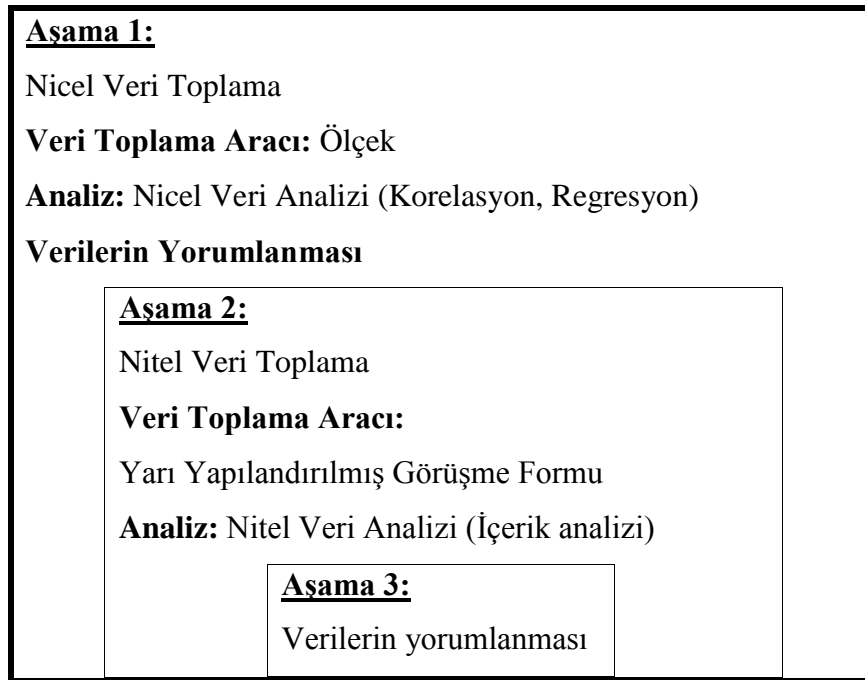 Aşama 1:
Nicel Veri Toplama
Veri Toplama Aracı: Ölçek
Analiz: Nicel Veri Analizi (Korelasyon, Regresyon)
Verilerin Yorumlanması
Aşama 2:
Nitel Veri Toplama
Veri Toplama Aracı:
Yarı Yapılandırılmış Görüşme Formu
Analiz: Nitel Veri Analizi (İçerik analizi)
Aşama 3:
Verilerin yorumlanması